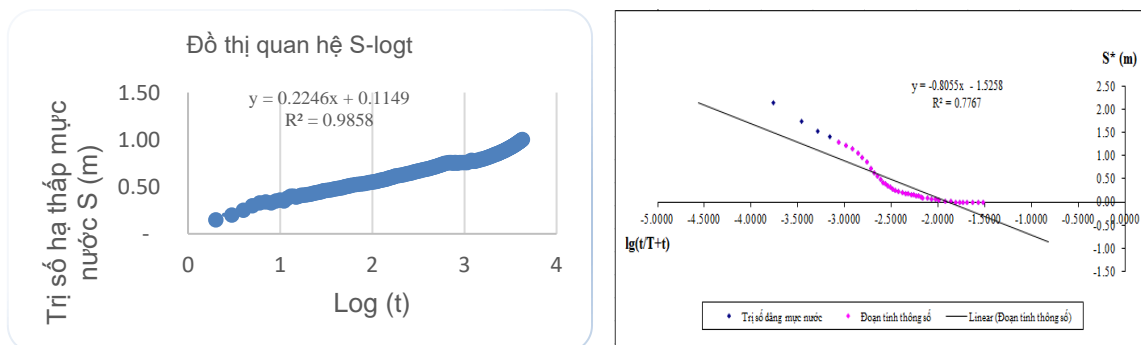 Đồ thị quan hệ S-logt
Trị số hạ thấp mực
nước S (m)
1.50
1.00
0.50
-
y = 0.2246x + 0.1149
R² = 0.9858
0 1 2 3 4
Log (t)
S* (m)
y = -0.8055x - 1.5258
R² = 0.7767
2.50
2.00
1.50
1.00
0.50
0.00
-0.50
-1.00
-1.50
-5.0000 -4.5000 -4.0000 -3.5000 -3.0000 -2.5000 -2.0000 -1.5000 -1.0000 -0.5000 0.0000
lg(t/T+t)
Trị số dâng mực nước Đoạn tính thông số Linear (Đoạn tính thông số)